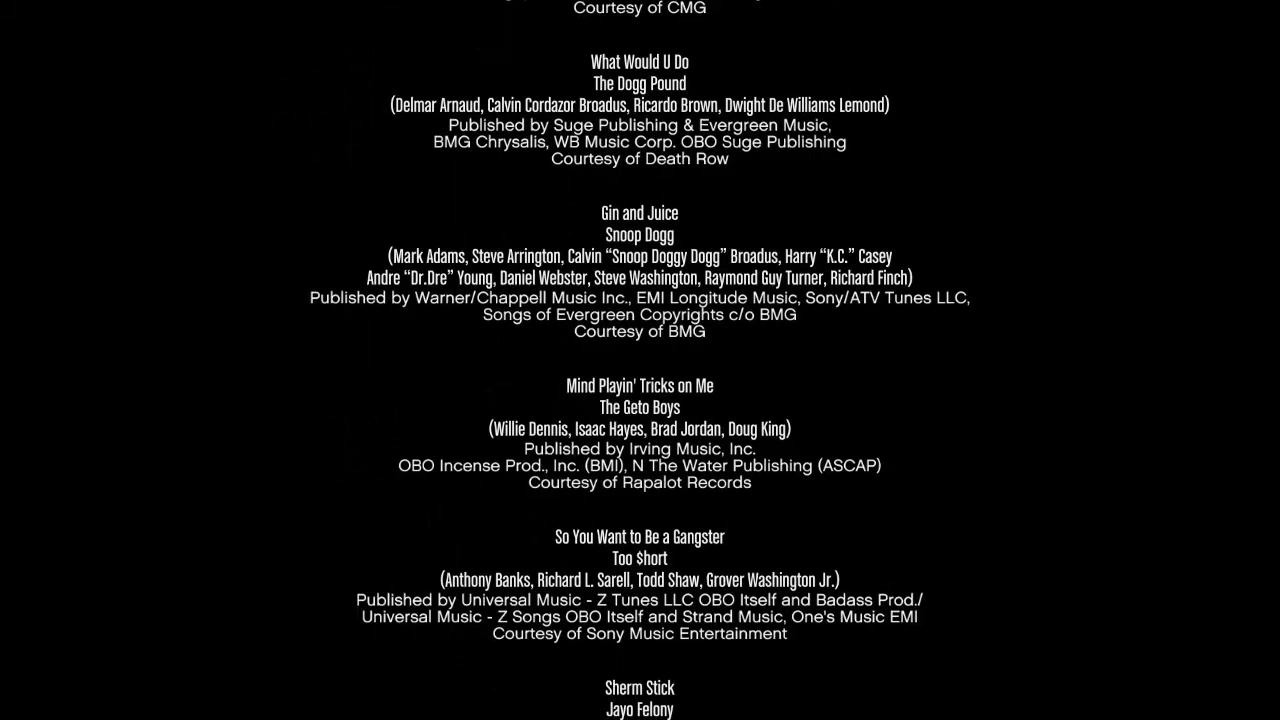 Courtesy of CMG
What Would U Do
The Dogg Pound
(Delmar Arnaud, Calvin Cordazor Broadus, Ricardo Brown, Dwight De Williams Lemond)
Published by Suge Publishing & Evergreen Music,
BMG Chrysalis, WB Music Corp. OBO Suge Publishing
Courtesy of Death Row
Gin and Juice
Snoop Dogg
(Mark Adams, Steve Arrington, Calvin “Snoop Doggy Dogg” Broadus, Harry “K.C.” Casey
Andre “Dr.Dre” Young, Daniel Webster, Steve Washington, Raymond Guy Turner, Richard Finch)
Published by Warner/Chappell Music Inc., EMI Longitude Music, Sony/ATV Tunes LLC,
Songs of Evergreen Copyrights c/o BMG
Courtesy of BMG
Mind Playin' Tricks on Me
The Geto Boys
(Willie Dennis, Isaac Hayes, Brad Jordan, Doug King)
Published by Irving Music, Inc.
OBO Incense Prod., Inc. (BMI), N The Water Publishing (ASCAP)
Courtesy of Rapalot Records
So You Want to Be a Gangster
Too $hort
(Anthony Banks, Richard L. Sarell, Todd Shaw, Grover Washington Jr.)
Published by Universal Music - Z Tunes LLC OBO Itself and Badass Prod./
Universal Music - Z Songs OBO Itself and Strand Music, One's Music EMI
Courtesy of Sony Music Entertainment
Sherm Stick
Jayo Felony